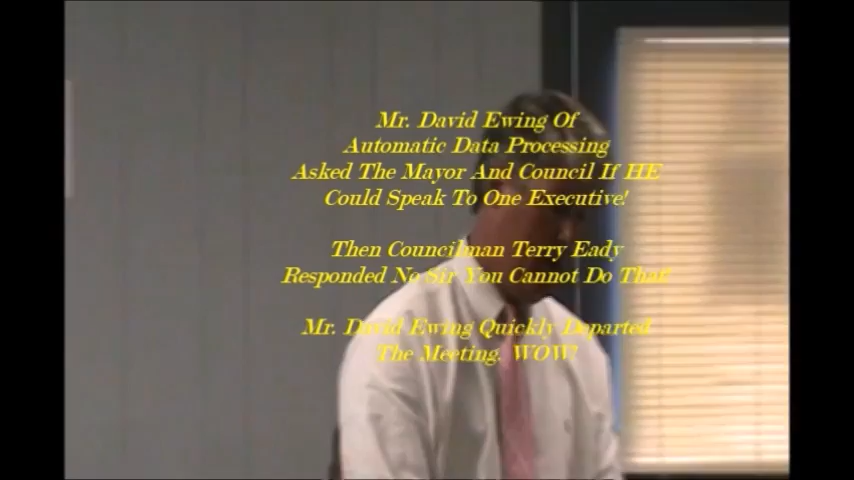 Mr. David Ewing Of
Automatic Data Processing
Asked The Mayor And Council If HE
Could Speak To One Executive!
Then Councilman Terry Eady
Responded No Sir You Cannot Do That!
Mr. David Ewing Quickly Departed
The Meeting. WOW!